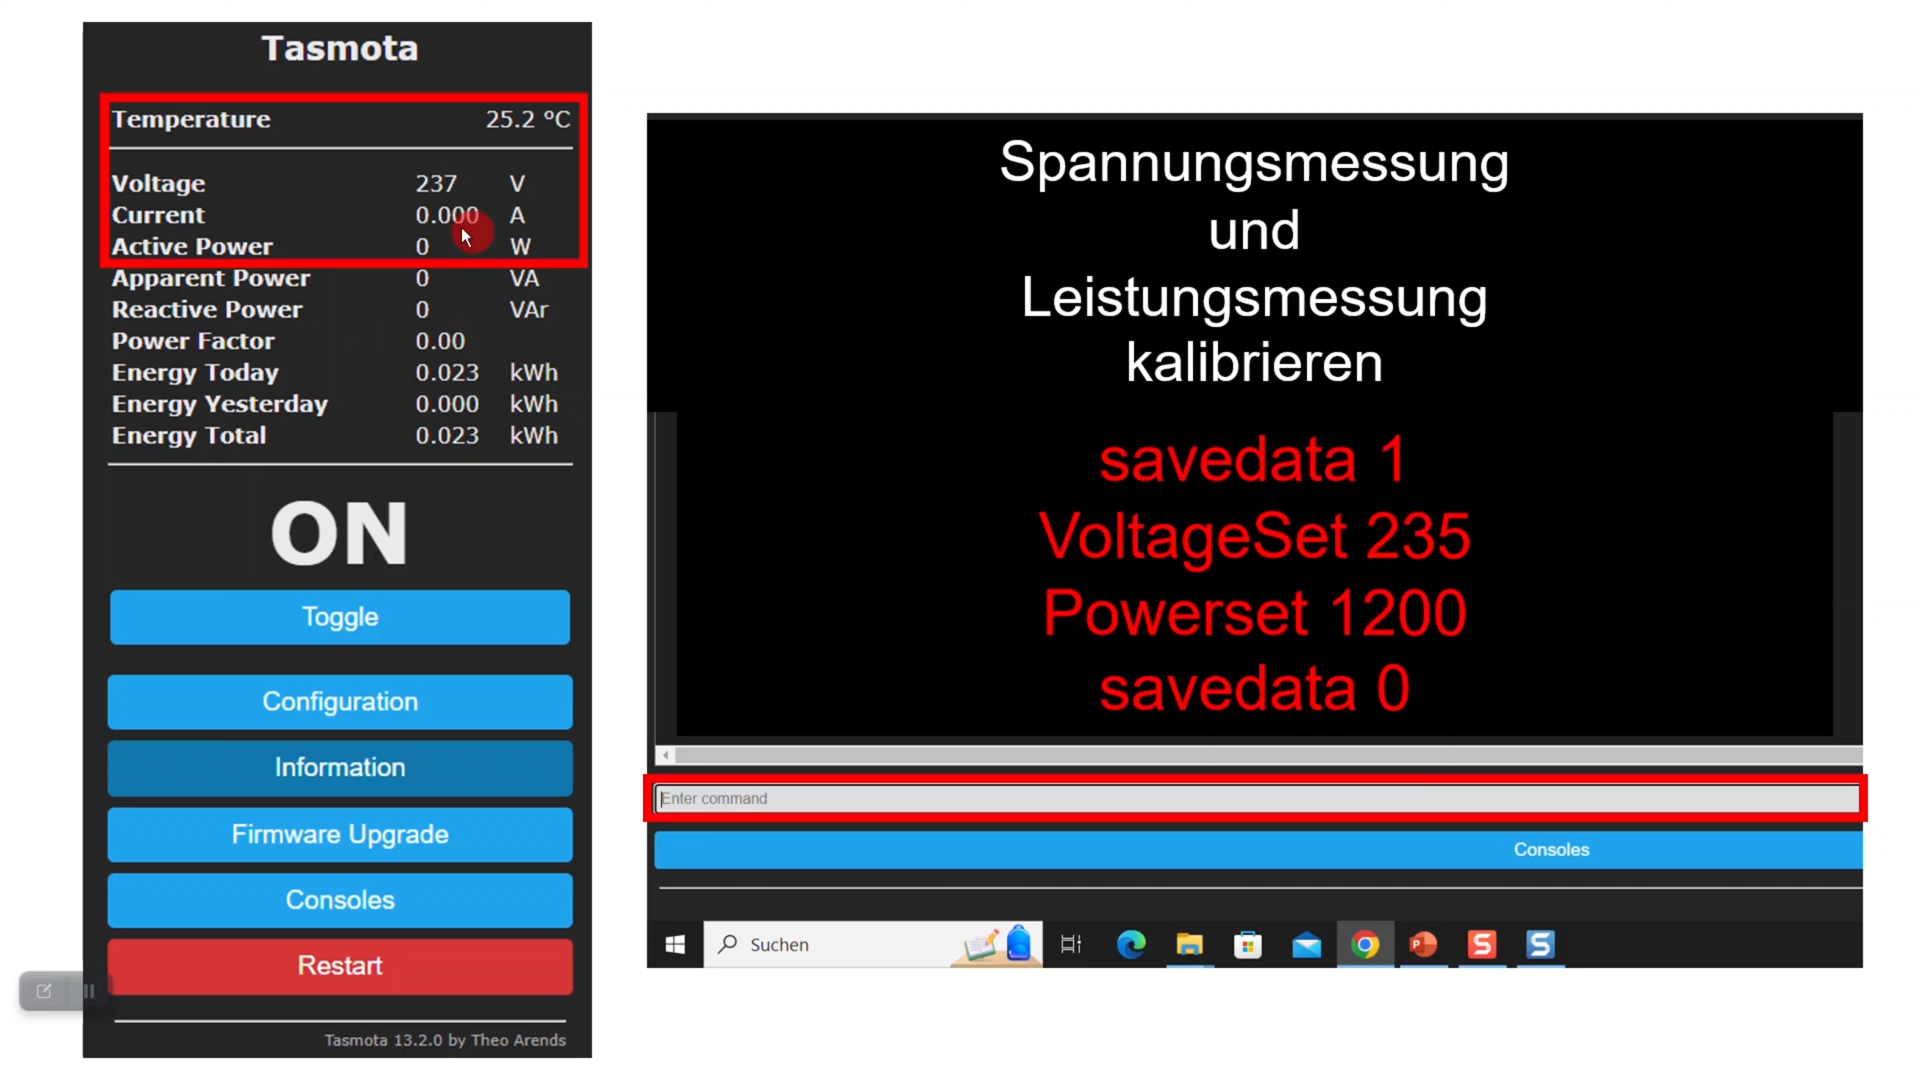 Tasmota
Temperature 25.2 °C
Voltage 237 V
Current 0.000 A
Active Power 0 W
Apparent Power 0 VA
Reactive Power 0 VAr
Power Factor 0.00
Energy Today 0.023 kWh
Energy Yesterday 0.000 kWh
Energy Total 0.023 kWh
ON
Toggle
Configuration
Information
Firmware Upgrade
Consoles
Restart
Tasmota 13.2.0 by Theo Arends
Spannungsmessung
und
Leistungsmessung
kalibrieren
savedata 1
VoltageSet 235
Powerset 1200
savedata 0
Enter command
Consoles
Suchen